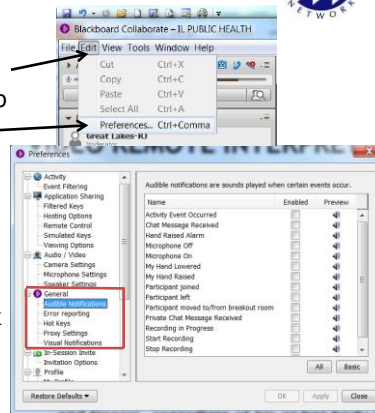 NETWORK
Blackboard Collaborate – IL PUBLIC HEALTH
File Edit View Tools Window Help
Cut Ctrl+X
Copy Ctrl+C
Paste Ctrl+V
Select All Ctrl+A
Preferences... Ctrl+Comma
Great Lakes-RJ
Moderator
Preferences
Activity
Event Filtering
Application Sharing
Filtered Keys
Hosting Options
Remote Control
Simulated Keys
Viewing Options
Audio / Video
Camera Settings
Microphone Settings
Speaker Settings
General
Audible Notifications
Error reporting
Hot Keys
Proxy Settings
Visual Notifications
In-Session Invite
Invitation Options
Profile
Audible notifications are sounds played when certain events occur.
Name Enabled Preview
Activity Event Occurred
Chat Message Received
Hand Raised Alarm
Microphone Off
Microphone On
My Hand Lowered
My Hand Raised
Participant joined
Participant left
Participant moved to/from breakout room
Private Chat Message Received
Recording in Progress
Start Recording
Stop Recording
All Basic
Restore Defaults OK Apply Close